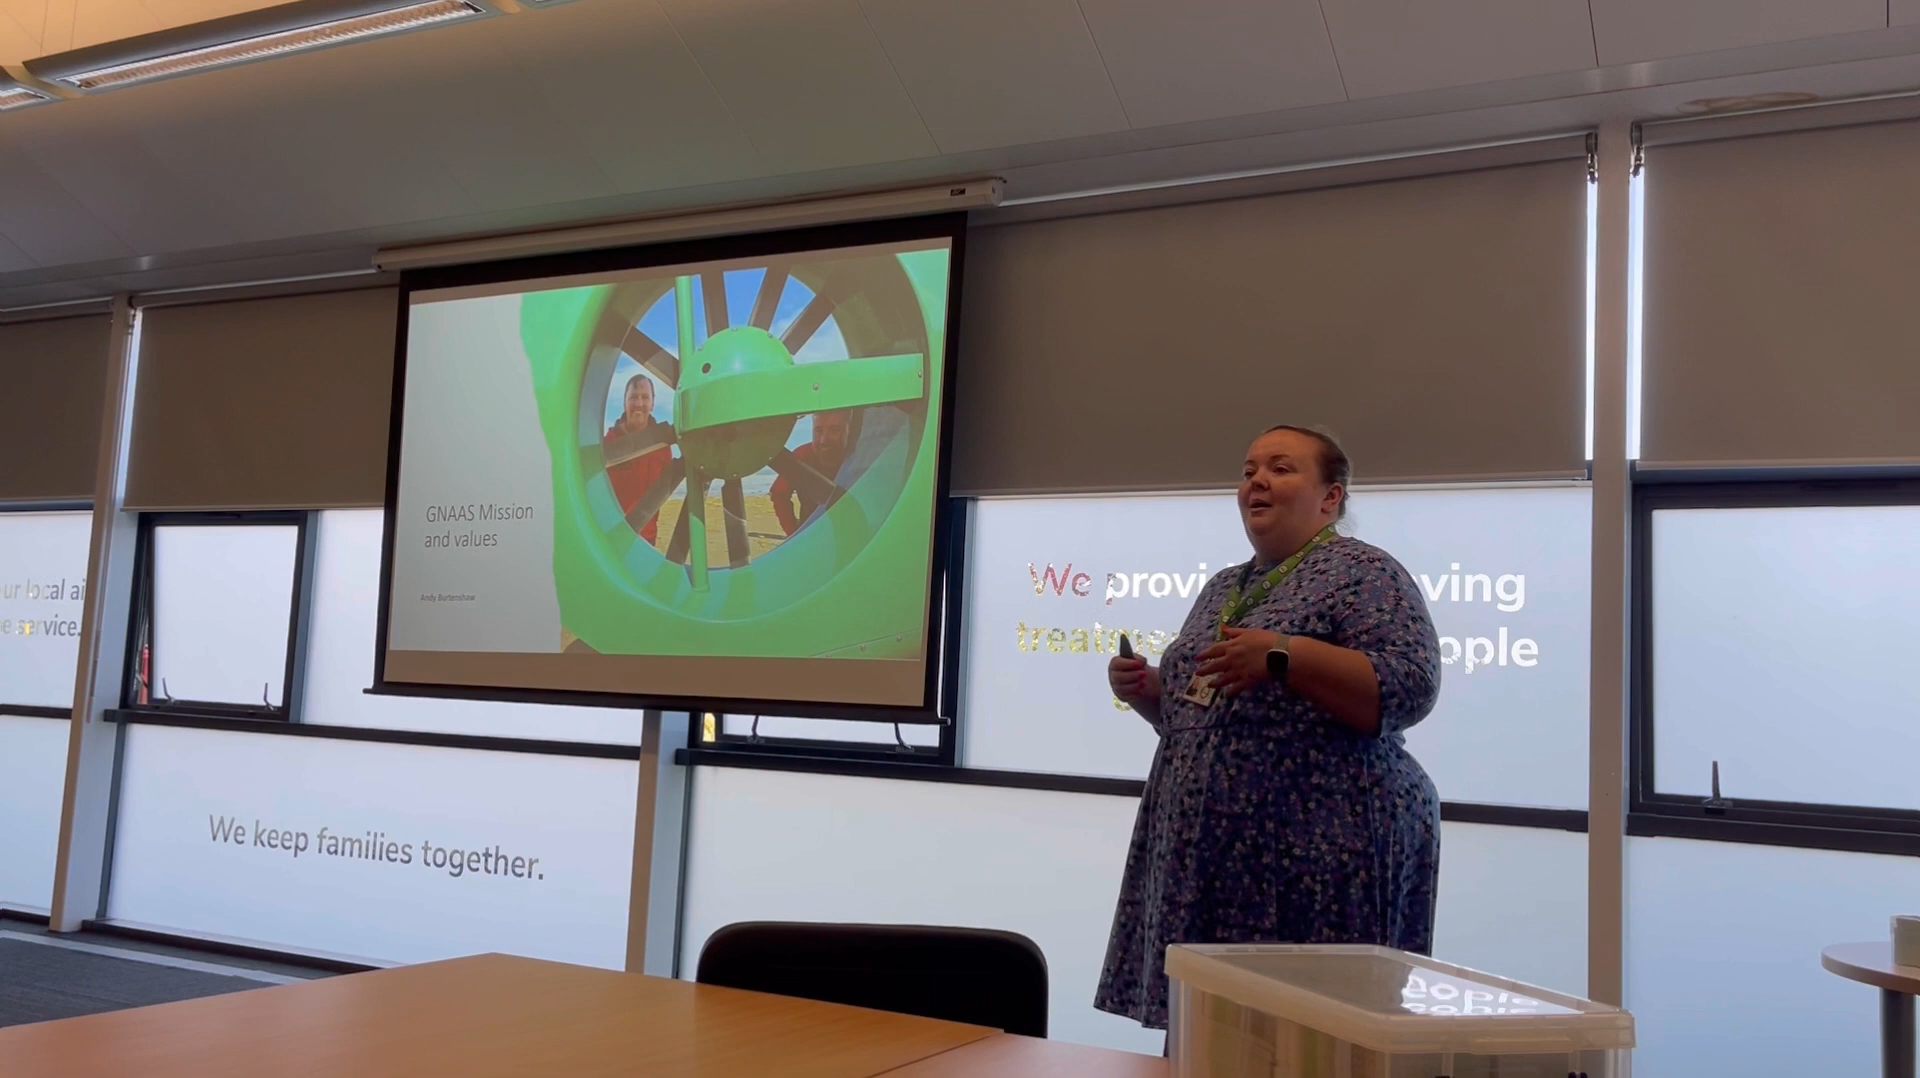 GNAAS Mission
and values
Andy Burtenshaw
ur local ai
e service.
We keep families together.
We provi
ving
treatme
ople